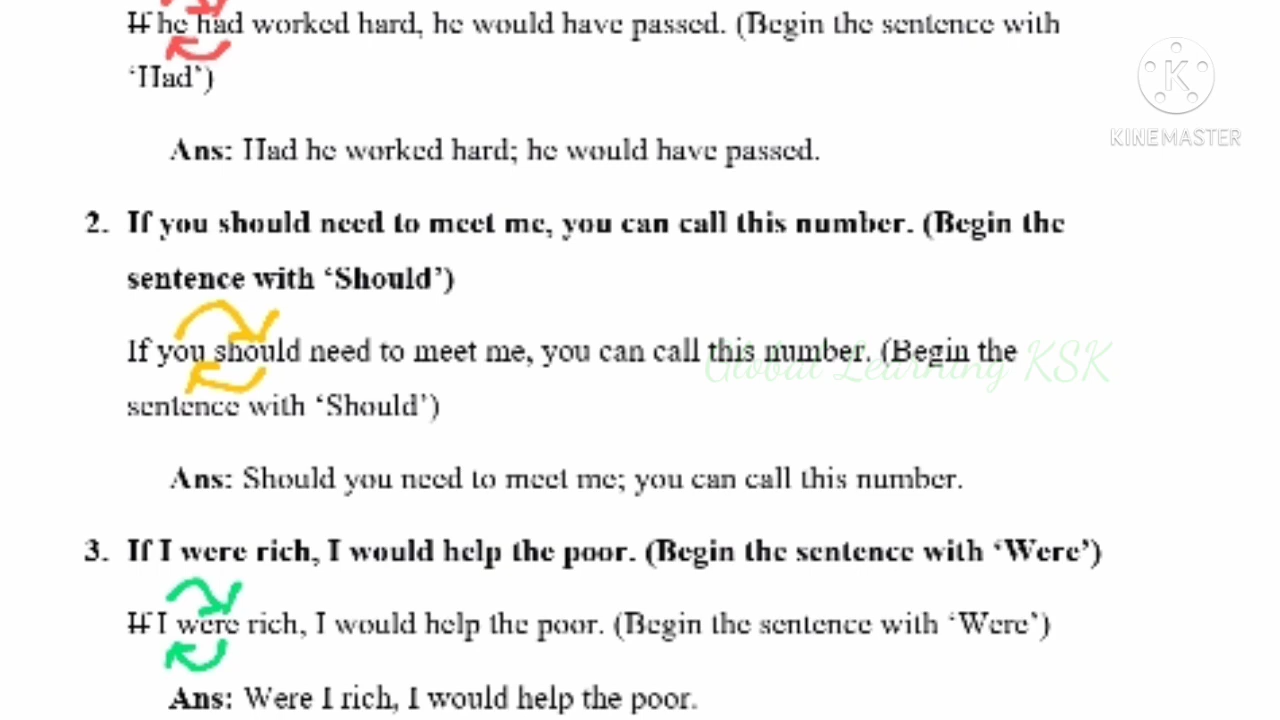 If he had worked hard, he would have passed. (Begin the sentence with
‘Had’)
KINEMASTER
Ans: Had he worked hard; he would have passed.
2. If you should need to meet me, you can call this number. (Begin the
sentence with ‘Should’)
If you should need to meet me, you can call this number. (Begin the
Global Learning KSK
sentence with ‘Should’)
Ans: Should you need to meet me; you can call this number.
3. If I were rich, I would help the poor. (Begin the sentence with ‘Were’)
If I were rich, I would help the poor. (Begin the sentence with ‘Were’)
Ans: Were I rich, I would help the poor.